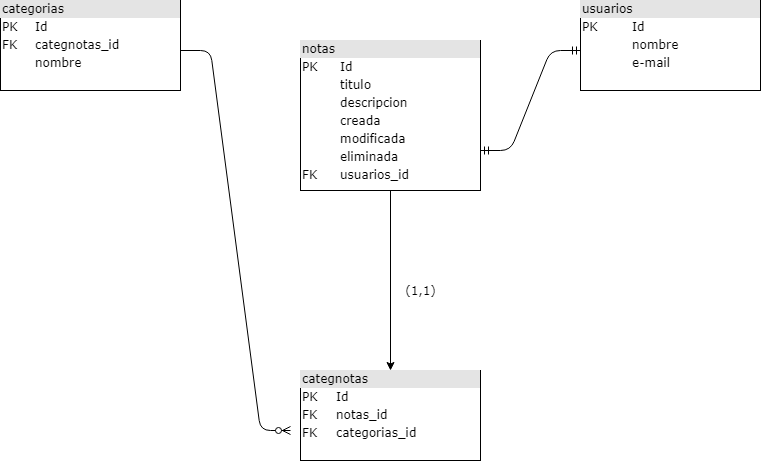 categorias
PK Id
FK categnotas_id
nombre
notas
PK Id
titulo
descripcion
creada
modificada
eliminada
FK usuarios_id
usuarios
PK Id
nombre
e-mail
(1,1)
categnotas
PK Id
FK notas_id
FK categorias_id